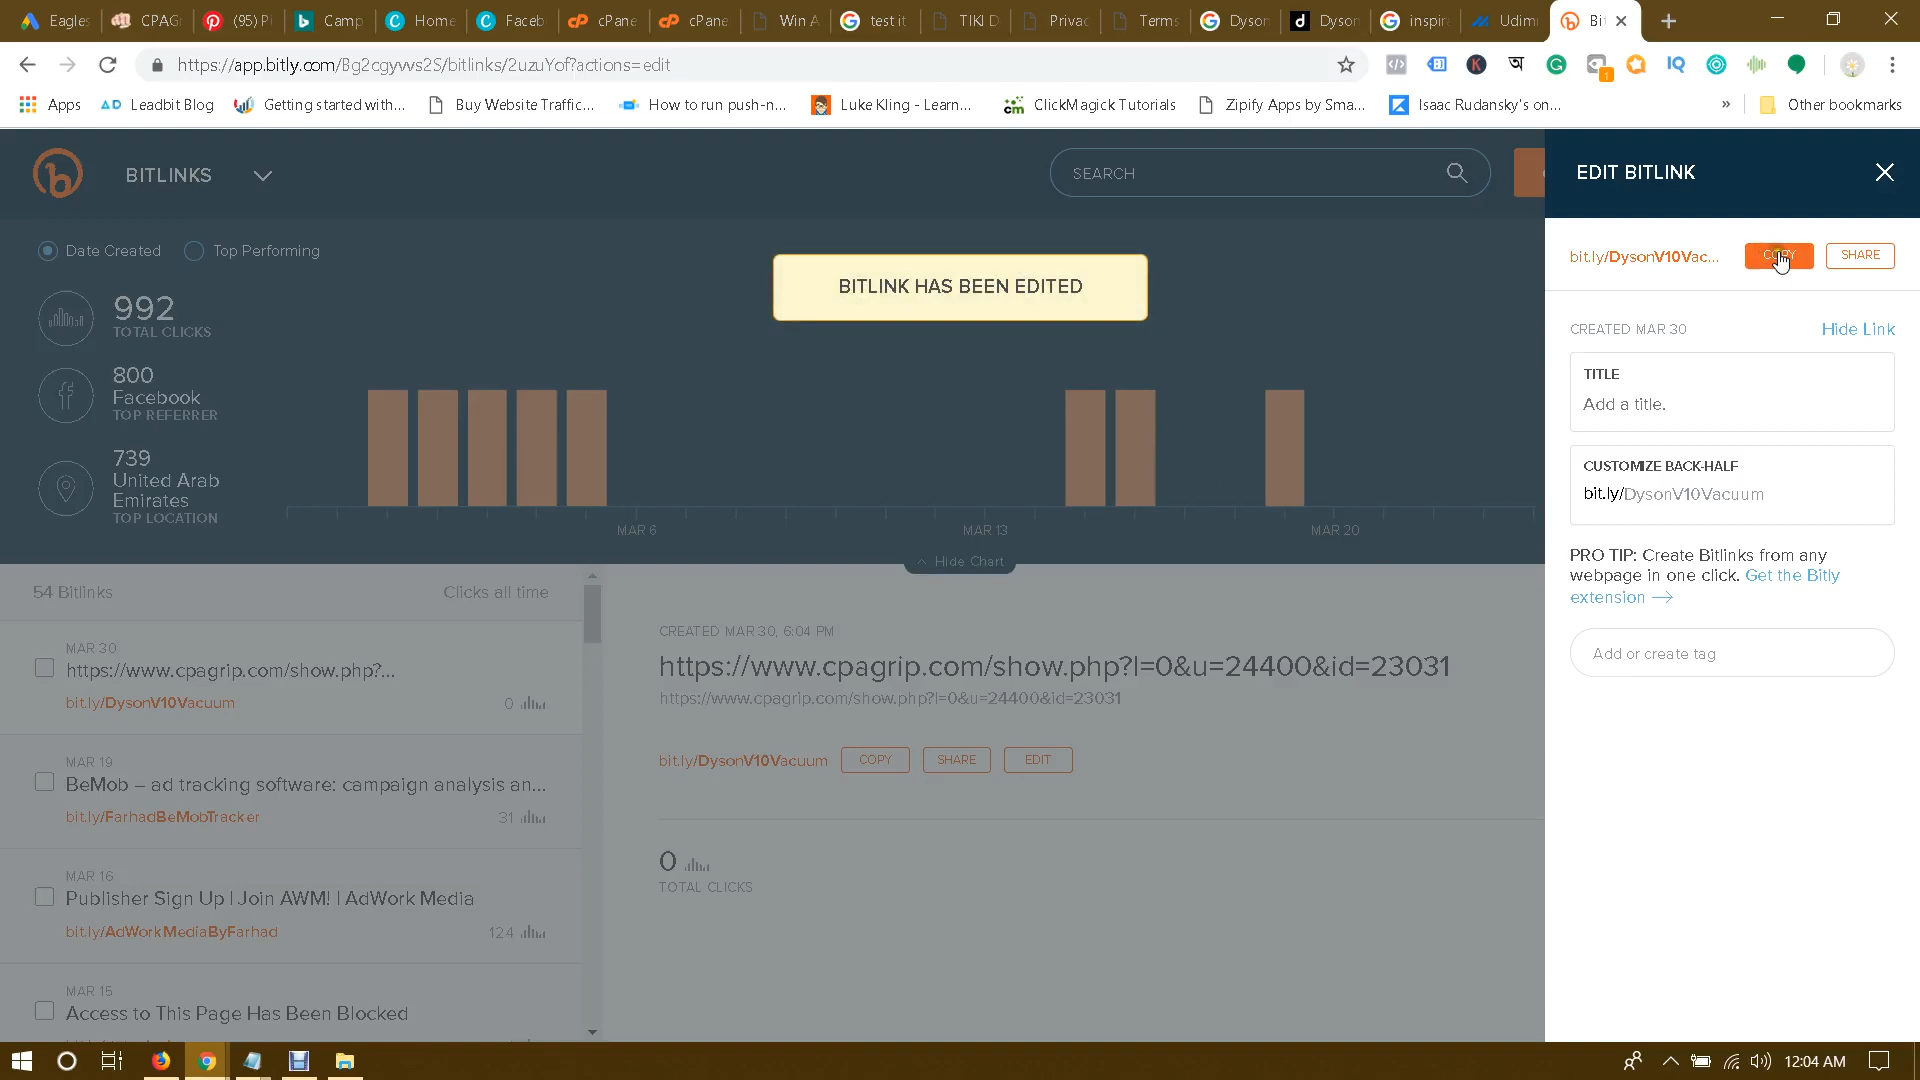 Eagles
CPAG
(95) Pi
Camp
Home
Faceb
cPane
cPane
Win A
test it
TIKI D
Privac
Terms
Dyson
Dyson
inspira
Udimi
Bi
https://app.bitly.com/Bg2cgyvvs2S/bitlinks/2uzuYof?actions=edit
Apps
Leadbit Blog
Getting started with...
Buy Website Traffic...
How to run push-n...
Luke Kling - Learn...
ClickMagick Tutorials
Zipify Apps by Sma...
Isaac Rudansky's on...
»
Other bookmarks
BITLINKS
SEARCH
EDIT BITLINK
Date Created
Top Performing
992
TOTAL CLICKS
800
Facebook
TOP REFERRER
739
United Arab
Emirates
TOP LOCATION
BITLINK HAS BEEN EDITED
MAR 6
MAR 13
MAR 20
Hide Chart
bit.ly/DysonV10Vac...
COPY
SHARE
CREATED MAR 30
Hide Link
TITLE
Add a title.
CUSTOMIZE BACK-HALF
bit.ly/DysonV10Vacuum
PRO TIP: Create Bitlinks from any
webpage in one click. Get the Bitly
extension →
Add or create tag
54 Bitlinks
Clicks all time
MAR 30
https://www.cpagrip.com/show.php?...
bit.ly/DysonV10Vacuum
0
MAR 19
BeMob – ad tracking software: campaign analysis an...
bit.ly/FarhadBeMobTracker
31
MAR 16
Publisher Sign Up | Join AWM! | AdWork Media
bit.ly/AdWorkMediaByFarhad
124
MAR 15
Access to This Page Has Been Blocked
CREATED MAR 30, 6:04 PM
https://www.cpagrip.com/show.php?l=0&u=24400&id=23031
https://www.cpagrip.com/show.php?l=0&u=24400&id=23031
bit.ly/DysonV10Vacuum
COPY
SHARE
EDIT
0
TOTAL CLICKS
12:04 AM